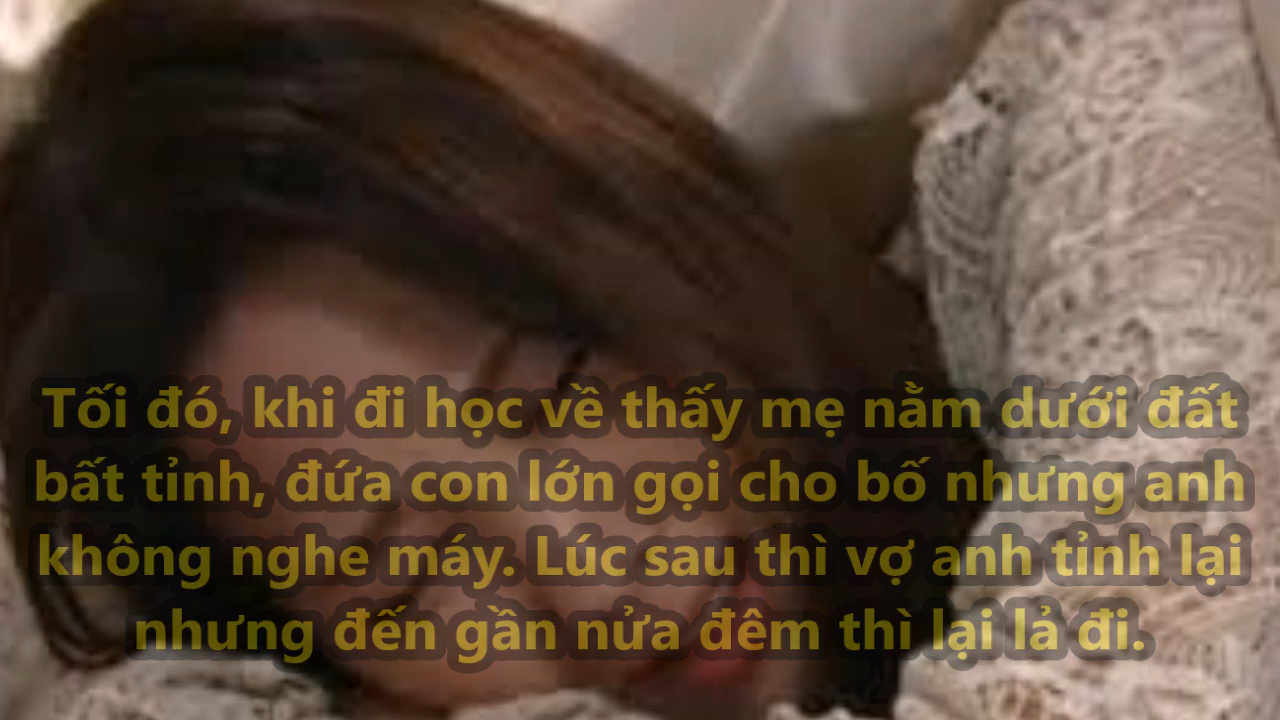 Tối đó, khi đi học về thấy mẹ nằm dưới đất
bất tỉnh, đứa con lớn gọi cho bố nhưng anh
không nghe máy. Lúc sau thì vợ anh tỉnh lại
nhưng đến gần nửa đêm thì lại lả đi.